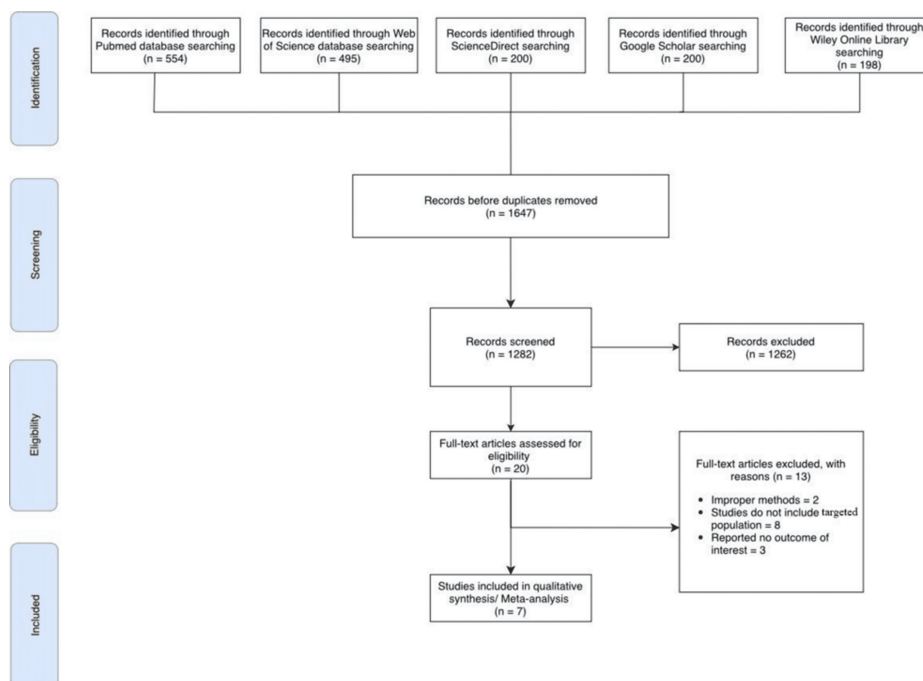 Identification
Records identified through
Pubmed database searching
(n = 554)
Records identified through Web
of Science database searching
(n = 495)
Records identified through
ScienceDirect searching
(n = 200)
Records identified through
Google Scholar searching
(n = 200)
Records identified through
Wiley Online Library
searching
(n = 198)
Screening
Records before duplicates removed
(n = 1647)
Records screened
(n = 1282)
Records excluded
(n = 1262)
Eligibility
Full-text articles assessed for
eligibility
(n = 20)
Full-text articles excluded, with
reasons (n = 13)
• Improper methods = 2
• Studies do not include targeted
population = 8
• Reported no outcome of
interest = 3
Included
Studies included in qualitative
synthesis/ Meta-analysis
(n = 7)